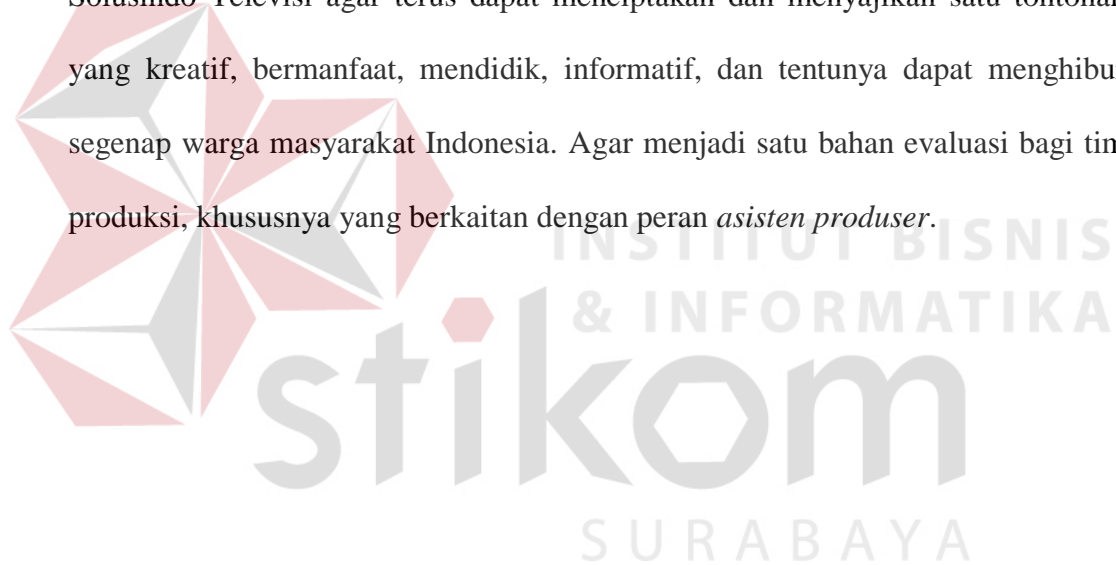 Solusindo Televisi agar terus dapat menciptakan dan menyajikan satu tontonan
yang kreatif, bermanfaat, mendidik, informatif, dan tentunya dapat menghibur
segenap warga masyarakat Indonesia. Agar menjadi satu bahan evaluasi bagi tim
produksi, khususnya yang berkaitan dengan peran asisten produser.
INSTITUT BISNIS
& INFORMATIKA
stikom
SURABAYA